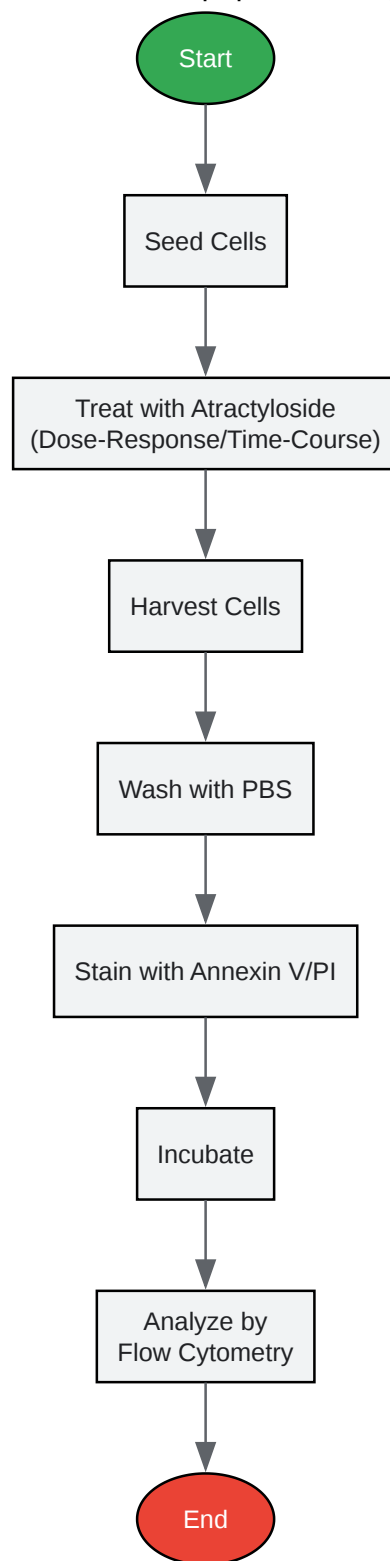 Start
Seed Cells
Treat with Atractyloside
(Dose-Response/Time-Course)
Harvest Cells
Wash with PBS
Stain with Annexin V/PI
Incubate
Analyze by
Flow Cytometry
End